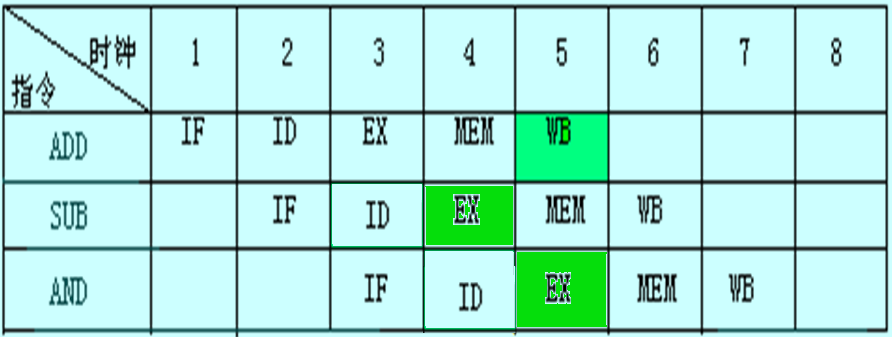 时钟 1 2 3 4 5 6 7 8
指令
ADD IF ID EX MEM WB
SUB IF ID EX MEM WB
AND IF ID EX MEM WB